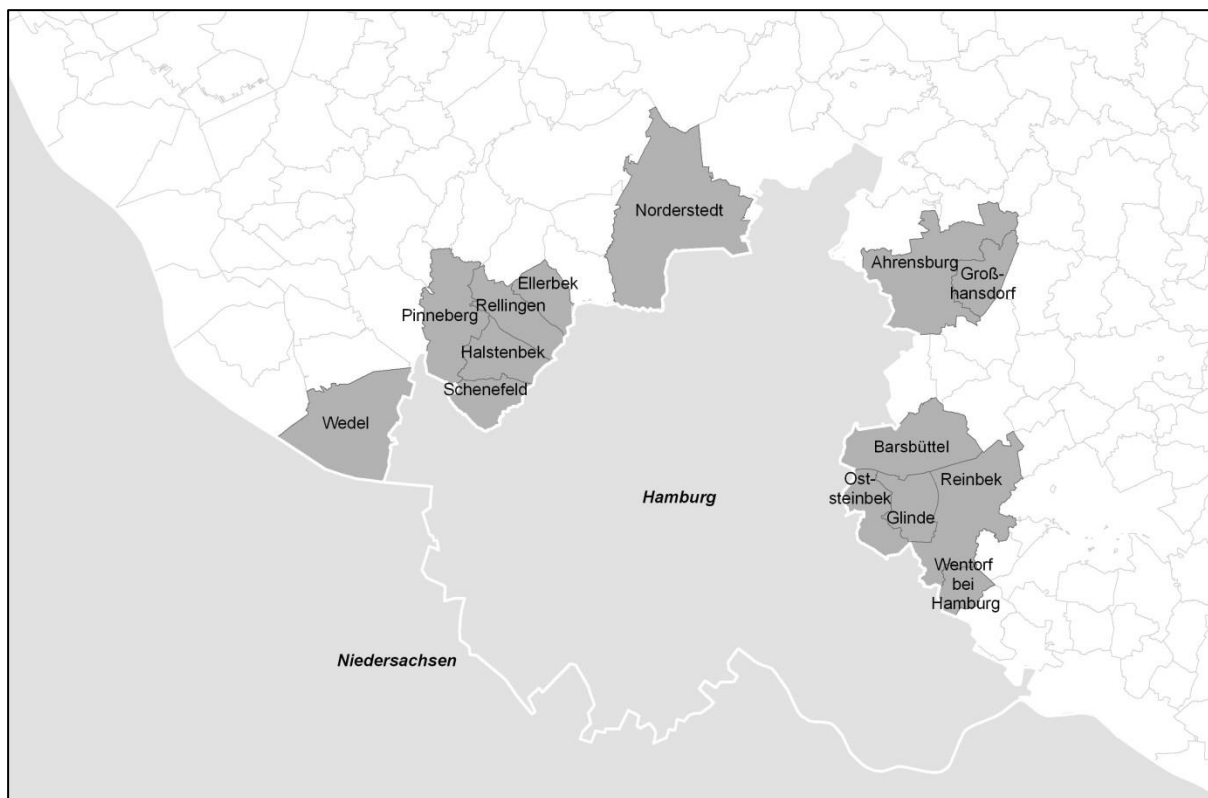 Norderstedt
Ahrensburg
Groß-
hansdorf
Ellerbek
Rellingen
Pinneberg
Halstenbek
Schenefeld
Wedel
Barsbüttel
Ost-
steinbek
Reinbek
Glinde
Hamburg
Wentorf
bei
Hamburg
Niedersachsen